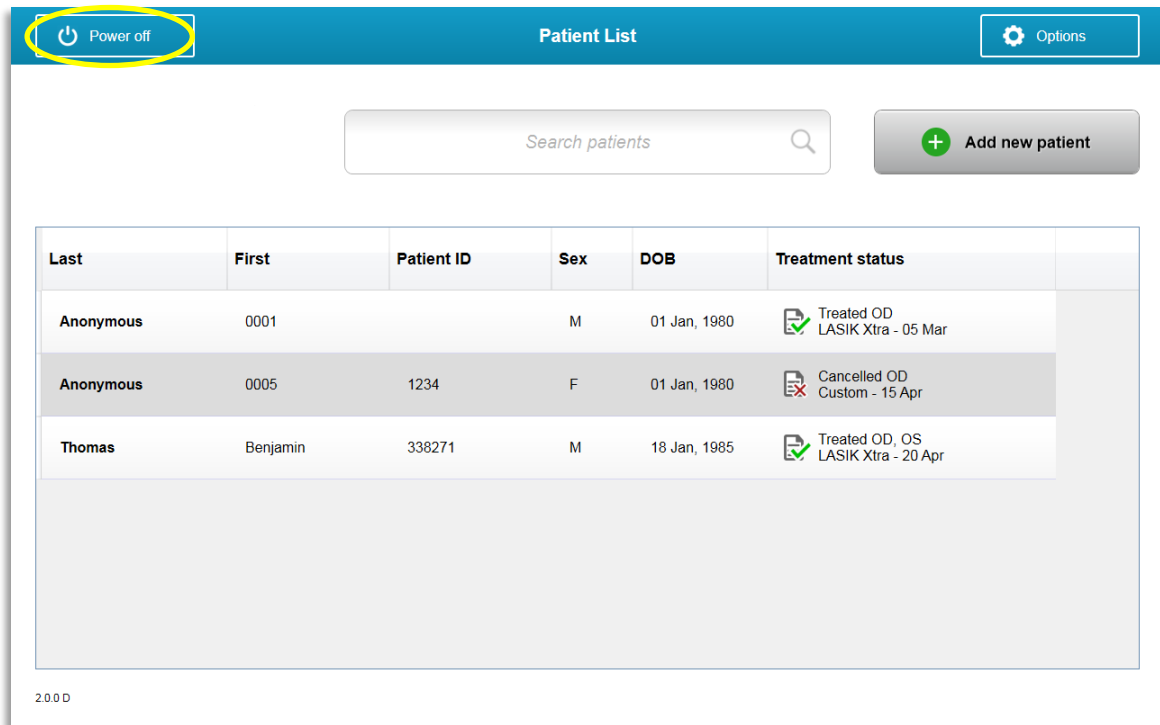 Power off
Patient List
Options
Search patients
Add new patient
Last First Patient ID Sex DOB Treatment status
Anonymous 0001 M 01 Jan, 1980 Treated OD
LASIK Xtra - 05 Mar
Anonymous 0005 1234 F 01 Jan, 1980 Cancelled OD
Custom - 15 Apr
Thomas Benjamin 338271 M 18 Jan, 1985 Treated OD, OS
LASIK Xtra - 20 Apr
2.0.0 D